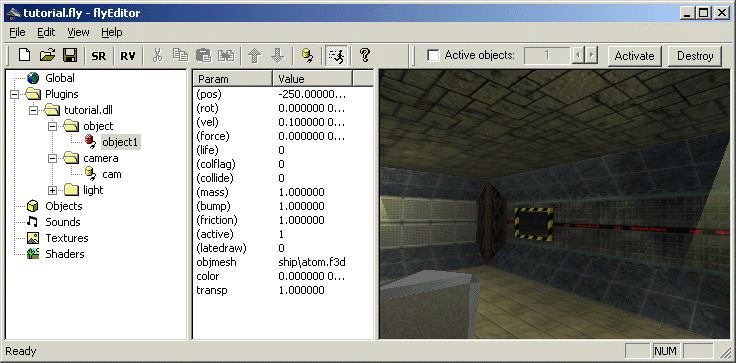 tutorial.fly - flyEditor
File Edit View Help
SR RV Active objects: 1 Activate Destroy
Global
Plugins
tutorial.dll
object
object1
camera
cam
light
Objects
Sounds
Textures
Shaders
Param Value
(pos) -250.00000...
(rot) 0.000000 0...
(vel) 0.100000 0...
(force) 0.000000 0...
(life) 0
(colflag) 0
(collide) 0
(mass) 1.000000
(bump) 1.000000
(friction) 1.000000
(active) 1
(latedraw) 0
objmesh ship\atom.f3d
color 0.000000 0...
transp 1.000000
Ready NUM